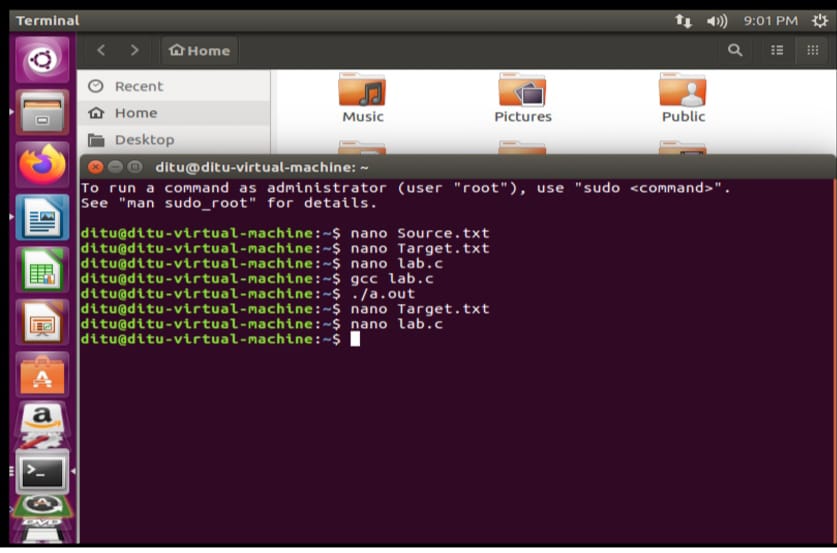 Terminal
9:01 PM
Home
Recent
Home
Desktop
Music
Pictures
Public
ditu@ditu-virtual-machine: ~
To run a command as administrator (user "root"), use "sudo <command>".
See "man sudo_root" for details.
ditu@ditu-virtual-machine:~$ nano Source.txt
ditu@ditu-virtual-machine:~$ nano Target.txt
ditu@ditu-virtual-machine:~$ nano lab.c
ditu@ditu-virtual-machine:~$ gcc lab.c
ditu@ditu-virtual-machine:~$ ./a.out
ditu@ditu-virtual-machine:~$ nano Target.txt
ditu@ditu-virtual-machine:~$ nano lab.c
ditu@ditu-virtual-machine:~$
a
>_
A
DVD